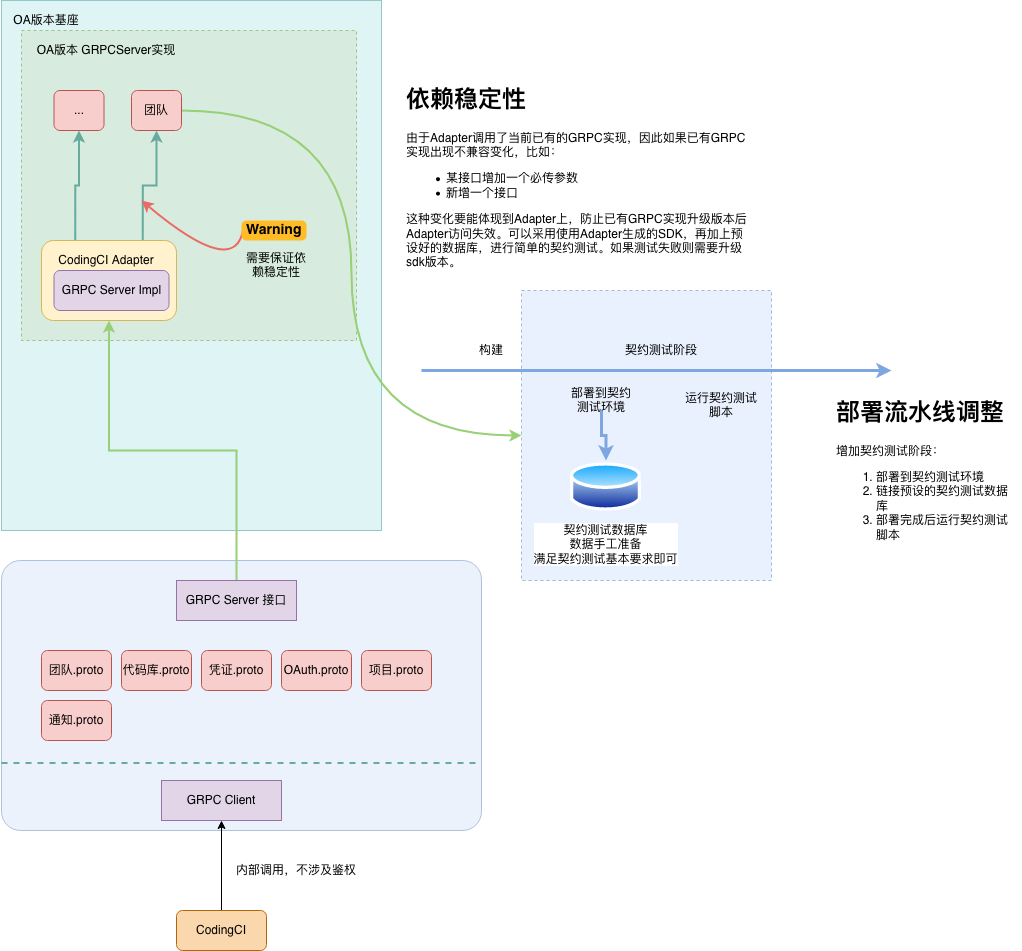 OA版本基座
OA版本 GRPCServer实现
...
团队
Warning
需要保证依
赖稳定性
CodingCI Adapter
GRPC Server Impl
依赖稳定性
由于Adapter调用了当前已有的GRPC实现，因此如果已有GRPC
实现出现不兼容变化，比如：
某接口增加一个必传参数
新增一个接口
这种变化要能体现到Adapter上，防止已有GRPC实现升级版本后
Adapter访问失效。可以采用使用Adapter生成的SDK，再加上预
设好的数据库，进行简单的契约测试。如果测试失败则需要升级
sdk版本。
构建
契约测试阶段
部署到契约
测试环境
运行契约测试
脚本
契约测试数据库
数据手工准备
满足契约测试基本要求即可
部署流水线调整
增加契约测试阶段：
1. 部署到契约测试环境
2. 链接预设的契约测试数据
库
3. 部署完成后运行契约测试
脚本
GRPC Server 接口
团队.proto
代码库.proto
凭证.proto
OAuth.proto
项目.proto
通知.proto
GRPC Client
内部调用，不涉及鉴权
CodingCI